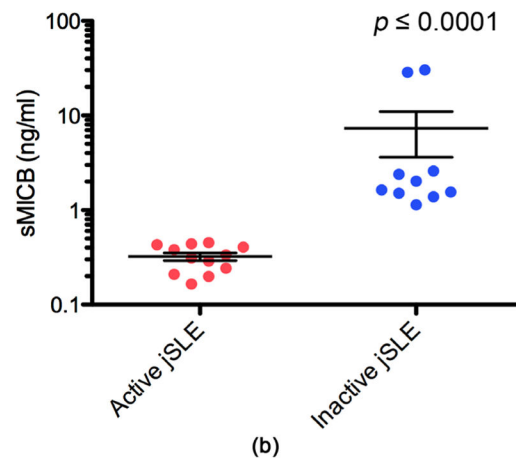 p ≤ 0.0001
100
10
1
0.1
sMICB (ng/ml)
Active jSLE
Inactive jSLE
(b)